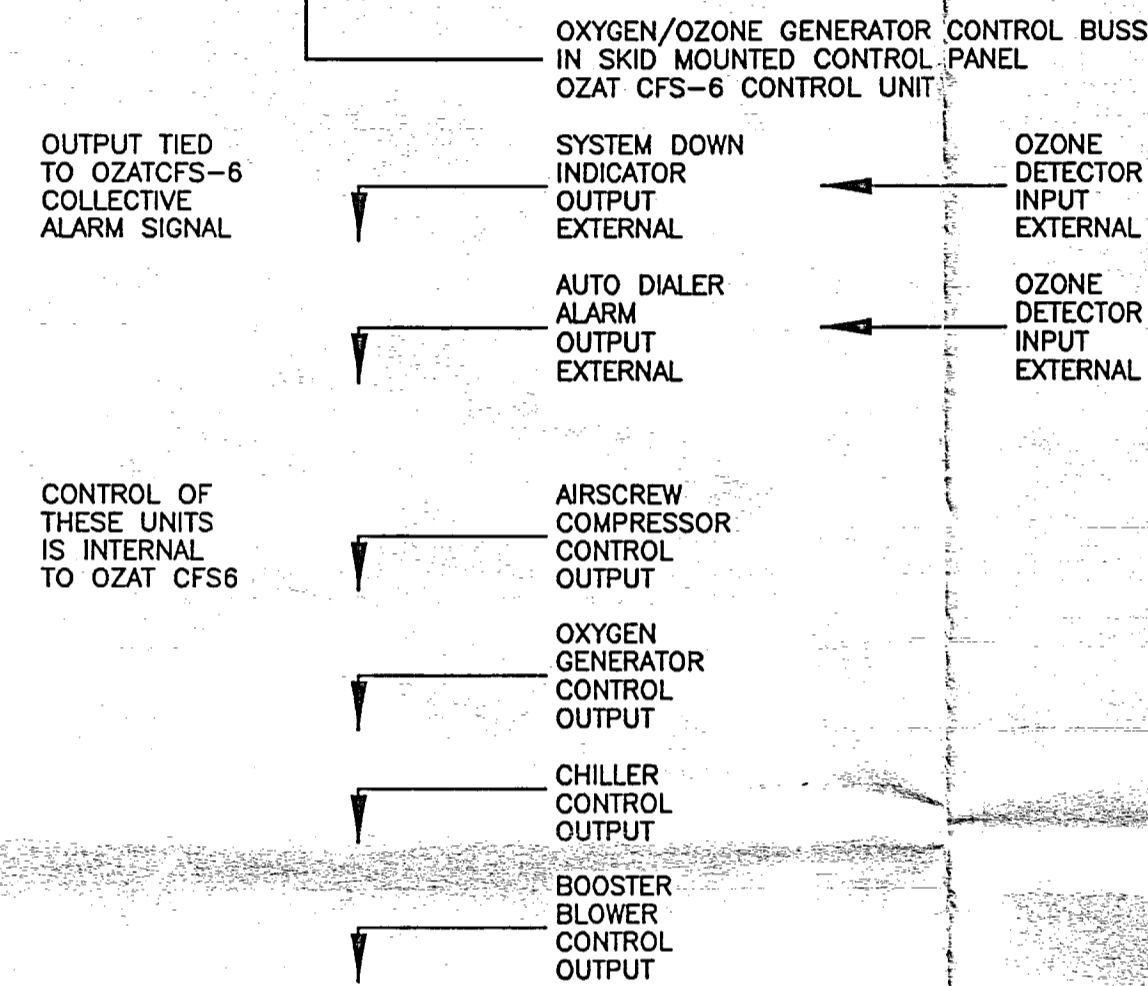 OXYGEN/OZONE GENERATOR CONTROL BUSS
IN SKID MOUNTED CONTROL PANEL
OZAT CFS-6 CONTROL UNIT
OUTPUT TIED
TO OZATCFS-6
COLLECTIVE
ALARM SIGNAL
SYSTEM DOWN
INDICATOR
OUTPUT
EXTERNAL
OZONE
DETECTOR
INPUT
EXTERNAL
AUTO DIALER
ALARM
OUTPUT
EXTERNAL
OZONE
DETECTOR
INPUT
EXTERNAL
CONTROL OF
THESE UNITS
IS INTERNAL
TO OZAT CFS6
AIRSCREW
COMPRESSOR
CONTROL
OUTPUT
OXYGEN
GENERATOR
CONTROL
OUTPUT
CHILLER
CONTROL
OUTPUT
BOOSTER
BLOWER
CONTROL
OUTPUT